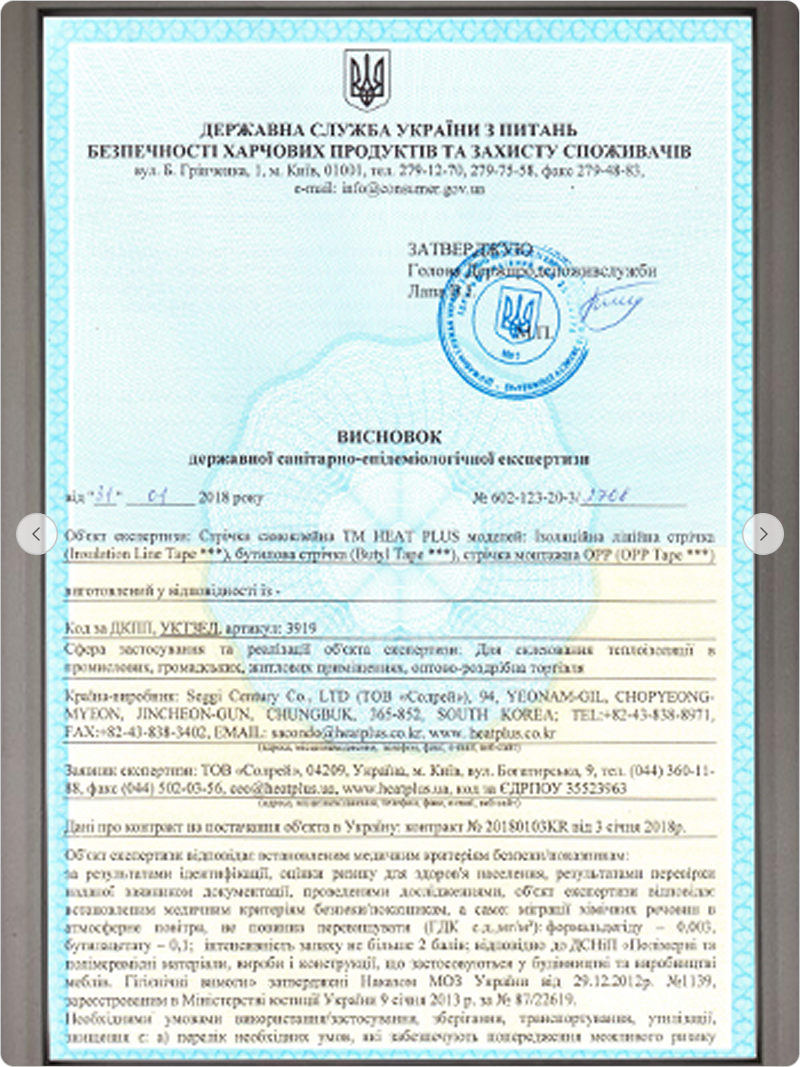 ДЕРЖАВНА СЛУЖБА УКРАЇНИ З ПИТАНЬ
БЕЗПЕЧНОСТІ ХАРЧОВИХ ПРОДУКТІВ ТА ЗАХИСТУ СПОЖИВАЧІВ
вул. Б. Грінченка, 1, м. Київ, 01001, тел. 279-12-70, 279-75-58, факс 279-48-83,
e-mail: info@consumer.gov.ua
ЗАТВЕРДЖУЮ
Голова Держпродспоживслужби
Лапа В.І.
М.П.
ВИСНОВОК
державної санітарно-епідеміологічної експертизи
від "31" 01 2018 року № 602-123-20-3/2708
Об'єкт експертизи: Стрічка самоклейна ТМ HEAT PLUS моделей: Ізоляційна лінійна стрічка
(Insulation Line Tape ***), бутилова стрічка (Butyl Tape ***), стрічка монтажна OPP (OPP Tape ***)
виготовлений у відповідності із -
Код за ДКПП, УКТЗЕД, артикул: 3919
Сфера застосування та реалізації об'єкта експертизи: Для склеювання теплоізоляції в
промислових, громадських, житлових приміщеннях, оптово-роздрібна торгівля
Країна-виробник: Seggi Century Co., LTD (ТОВ «Солрей»), 94, YEONAM-GIL, CHOPYEONG-
MYEON, JINCHEON-GUN, CHUNGBUK, 365-852, SOUTH KOREA; TEL:+82-43-838-8971,
FAX:+82-43-838-3402, EMAIL: sacondo@heatplus.co.kr, www. heatplus.co.kr
(адреса, місцезнаходження, телефон, факс, e-mail, веб-сайт)
Заявник експертизи: ТОВ «Солрей», 04209, Україна, м. Київ, вул. Богатирська, 9, тел. (044) 360-11-
88, факс (044) 502-03-56, ceo@heatplus.ua, www.heatplus.ua, код за ЄДРПОУ 35523963
(адреса, місцезнаходження, телефон, факс, e-mail, веб-сайт)
Дані про контракт на постачання об'єкта в Україну: контракт № 20180103KR від 3 січня 2018р.
Об'єкт експертизи відповідає встановленим медичним критеріям безпеки/показникам:
за результатами ідентифікації, оцінки ризику для здоров'я населення, результатами перевірки
наданої заявником документації, проведеними дослідженнями, об'єкт експертизи відповідає
встановленим медичним критеріям безпеки/показникам, а саме: міграції хімічних речовин в
атмосферне повітря, не повинна перевищувати (ГДК с.д.,мг/м³): формальдегіду – 0,003,
бутилацетату – 0,1; інтенсивність запаху не більше 2 балів; відповідно до ДСНіП «Полімерні та
полімервмісні матеріали, вироби і конструкції, що застосовуються у будівництві та виробництві
меблів. Гігієнічні вимоги» затверджені Наказом МОЗ України від 29.12.2012р. №1139,
зареєстрованим в Міністерстві юстиції України 9 січня 2013 р. за № 87/22619.
Необхідними умовами використання/застосування, зберігання, транспортування, утилізації,
знищення є: а) перелік необхідних умов, які забезпечують попередження можливого ризику